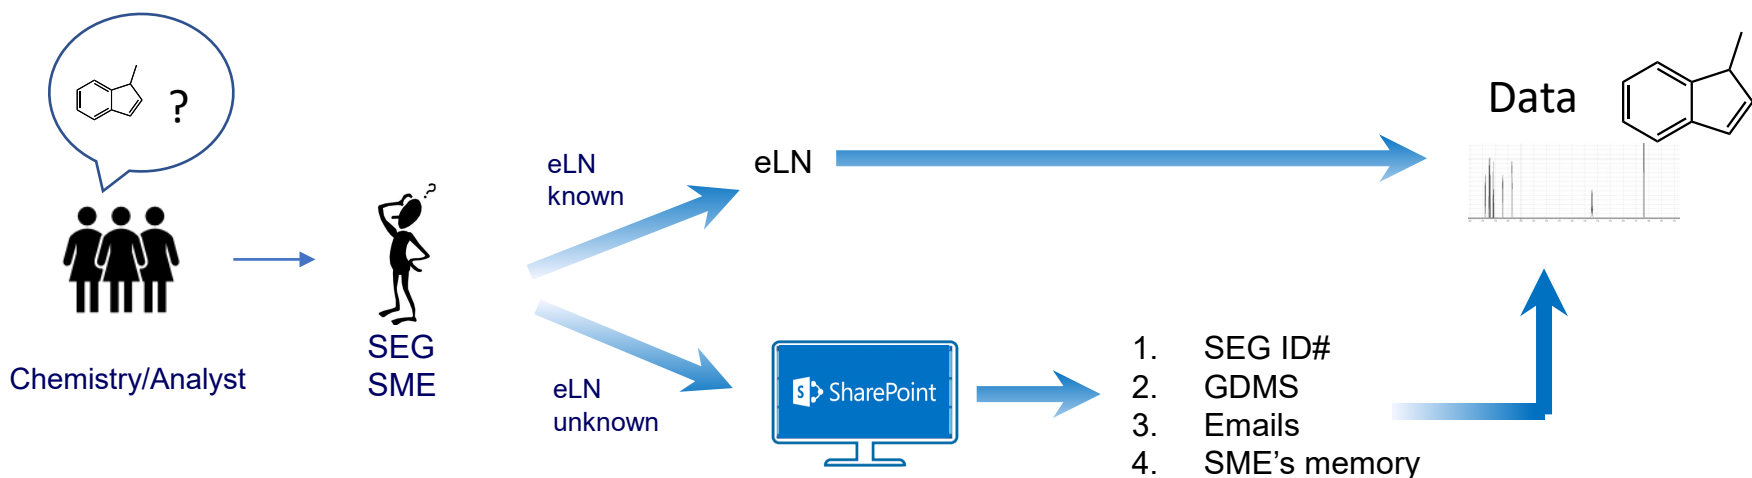 ?
Chemistry/Analyst
?
SEG
SME
eLN
known
eLN
eLN
unknown
S SharePoint
1. SEG ID#
2. GDMS
3. Emails
4. SME's memory
Data